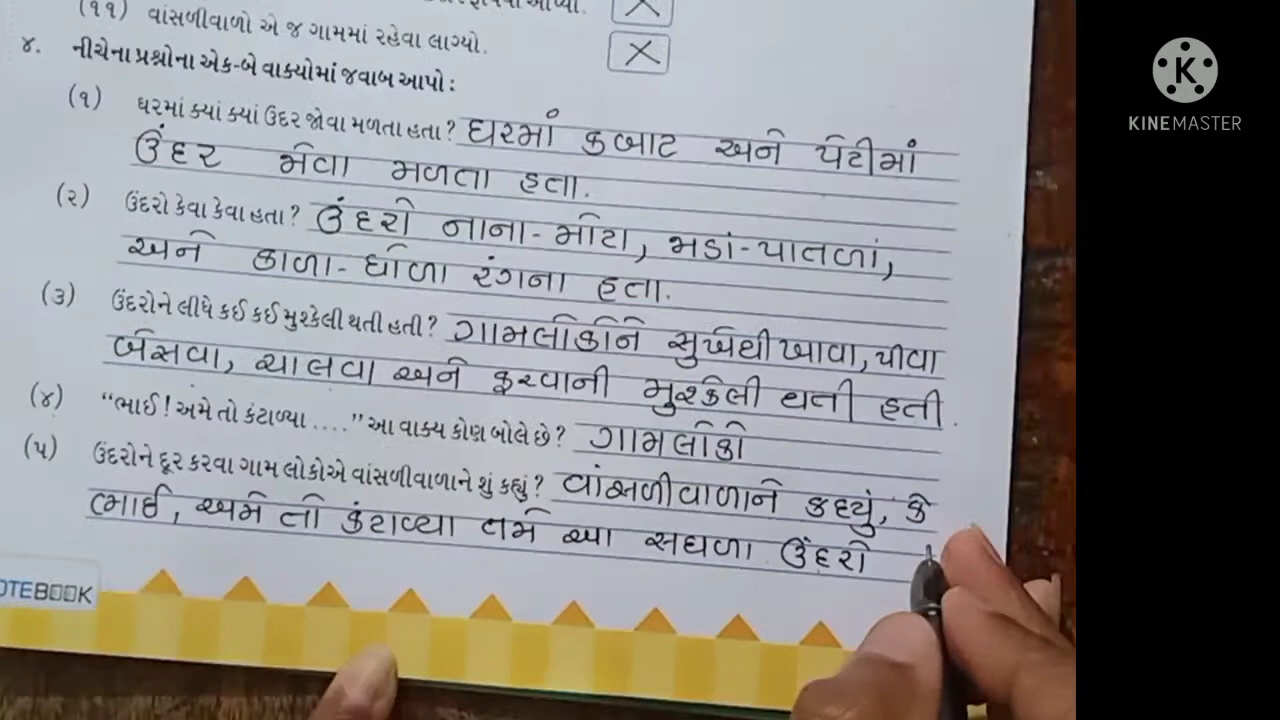 (૧૧) વાંસળીવાળો એ જ ગામમાં રહેવા લાગ્યો.
૪. નીચેના પ્રશ્નોના એક-બે વાક્યોમાં જવાબ આપો :
(૧) ઘરમાં ક્યાં ક્યાં ઉંદર જોવા મળતા હતા? ઘરમાં કબાટ અને પેટીમાં
ઉંદર મેવા મળતા હતા.
(૨) ઉંદરો કેવા કેવા હતા? ઉંદરો નાના-મોટા, ભડાં-પાતળાં,
અને કાળા-ધોળા રંગના હતા.
(૩) ઉંદરોને લીધે કઈ કઈ મુશ્કેલી થતી હતી? ગામલોકોને સુખેથી ખાવા, પીવા
બેસવા, ચાલવા અને ફરવાની મુશ્કેલી થતી હતી.
(૪) “ભાઈ! અમે તો કંટાળ્યા ....” આ વાક્ય કોણ બોલે છે? ગામલોકો
(૫) ઉંદરોને દૂર કરવા ગામ લોકોએ વાંસળીવાળાને શું કહ્યું? વાંસળીવાળાને કહ્યું, કે
ભાઈ, અમે તો કંટાળ્યા તમે આ સઘળા ઉંદરો
OTEBOOK
KINEMASTER